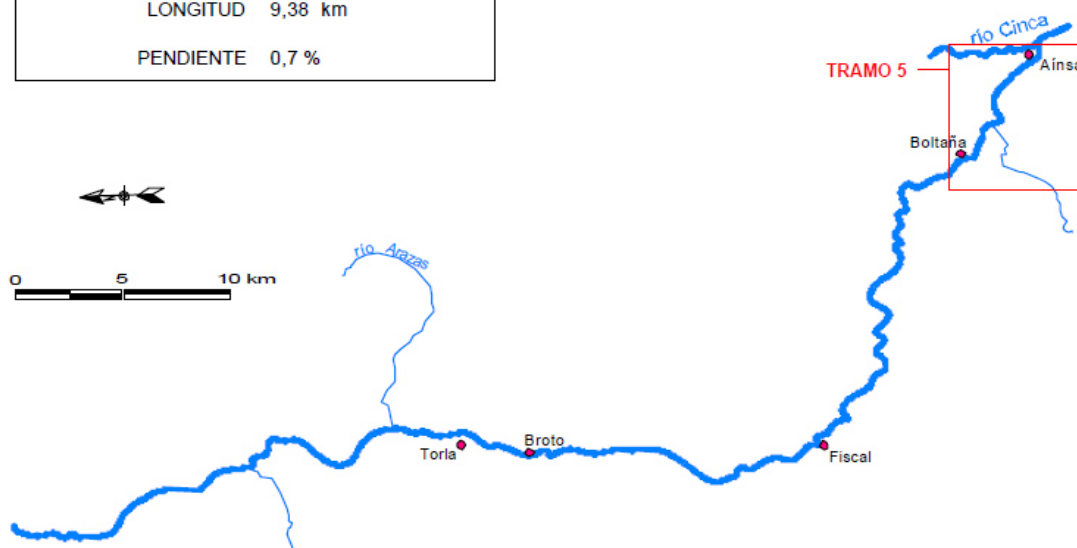 LONGITUD 9,38 km
PENDIENTE 0,7 %
río Cinca
TRAMO 5
Aínsa
Boltaña
río Arazas
0 5 10 km
Torla
Broto
Fiscal